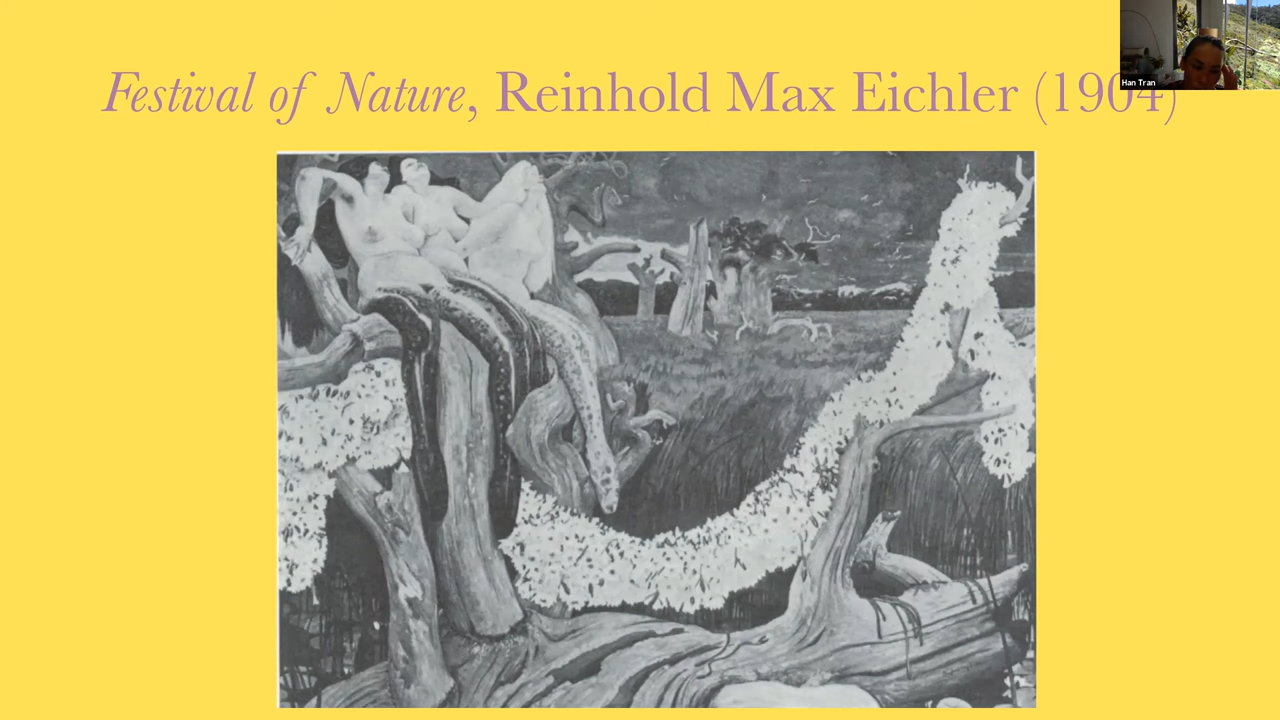 Festival of Nature, Reinhold Max Eichler (1904)
Han Tran